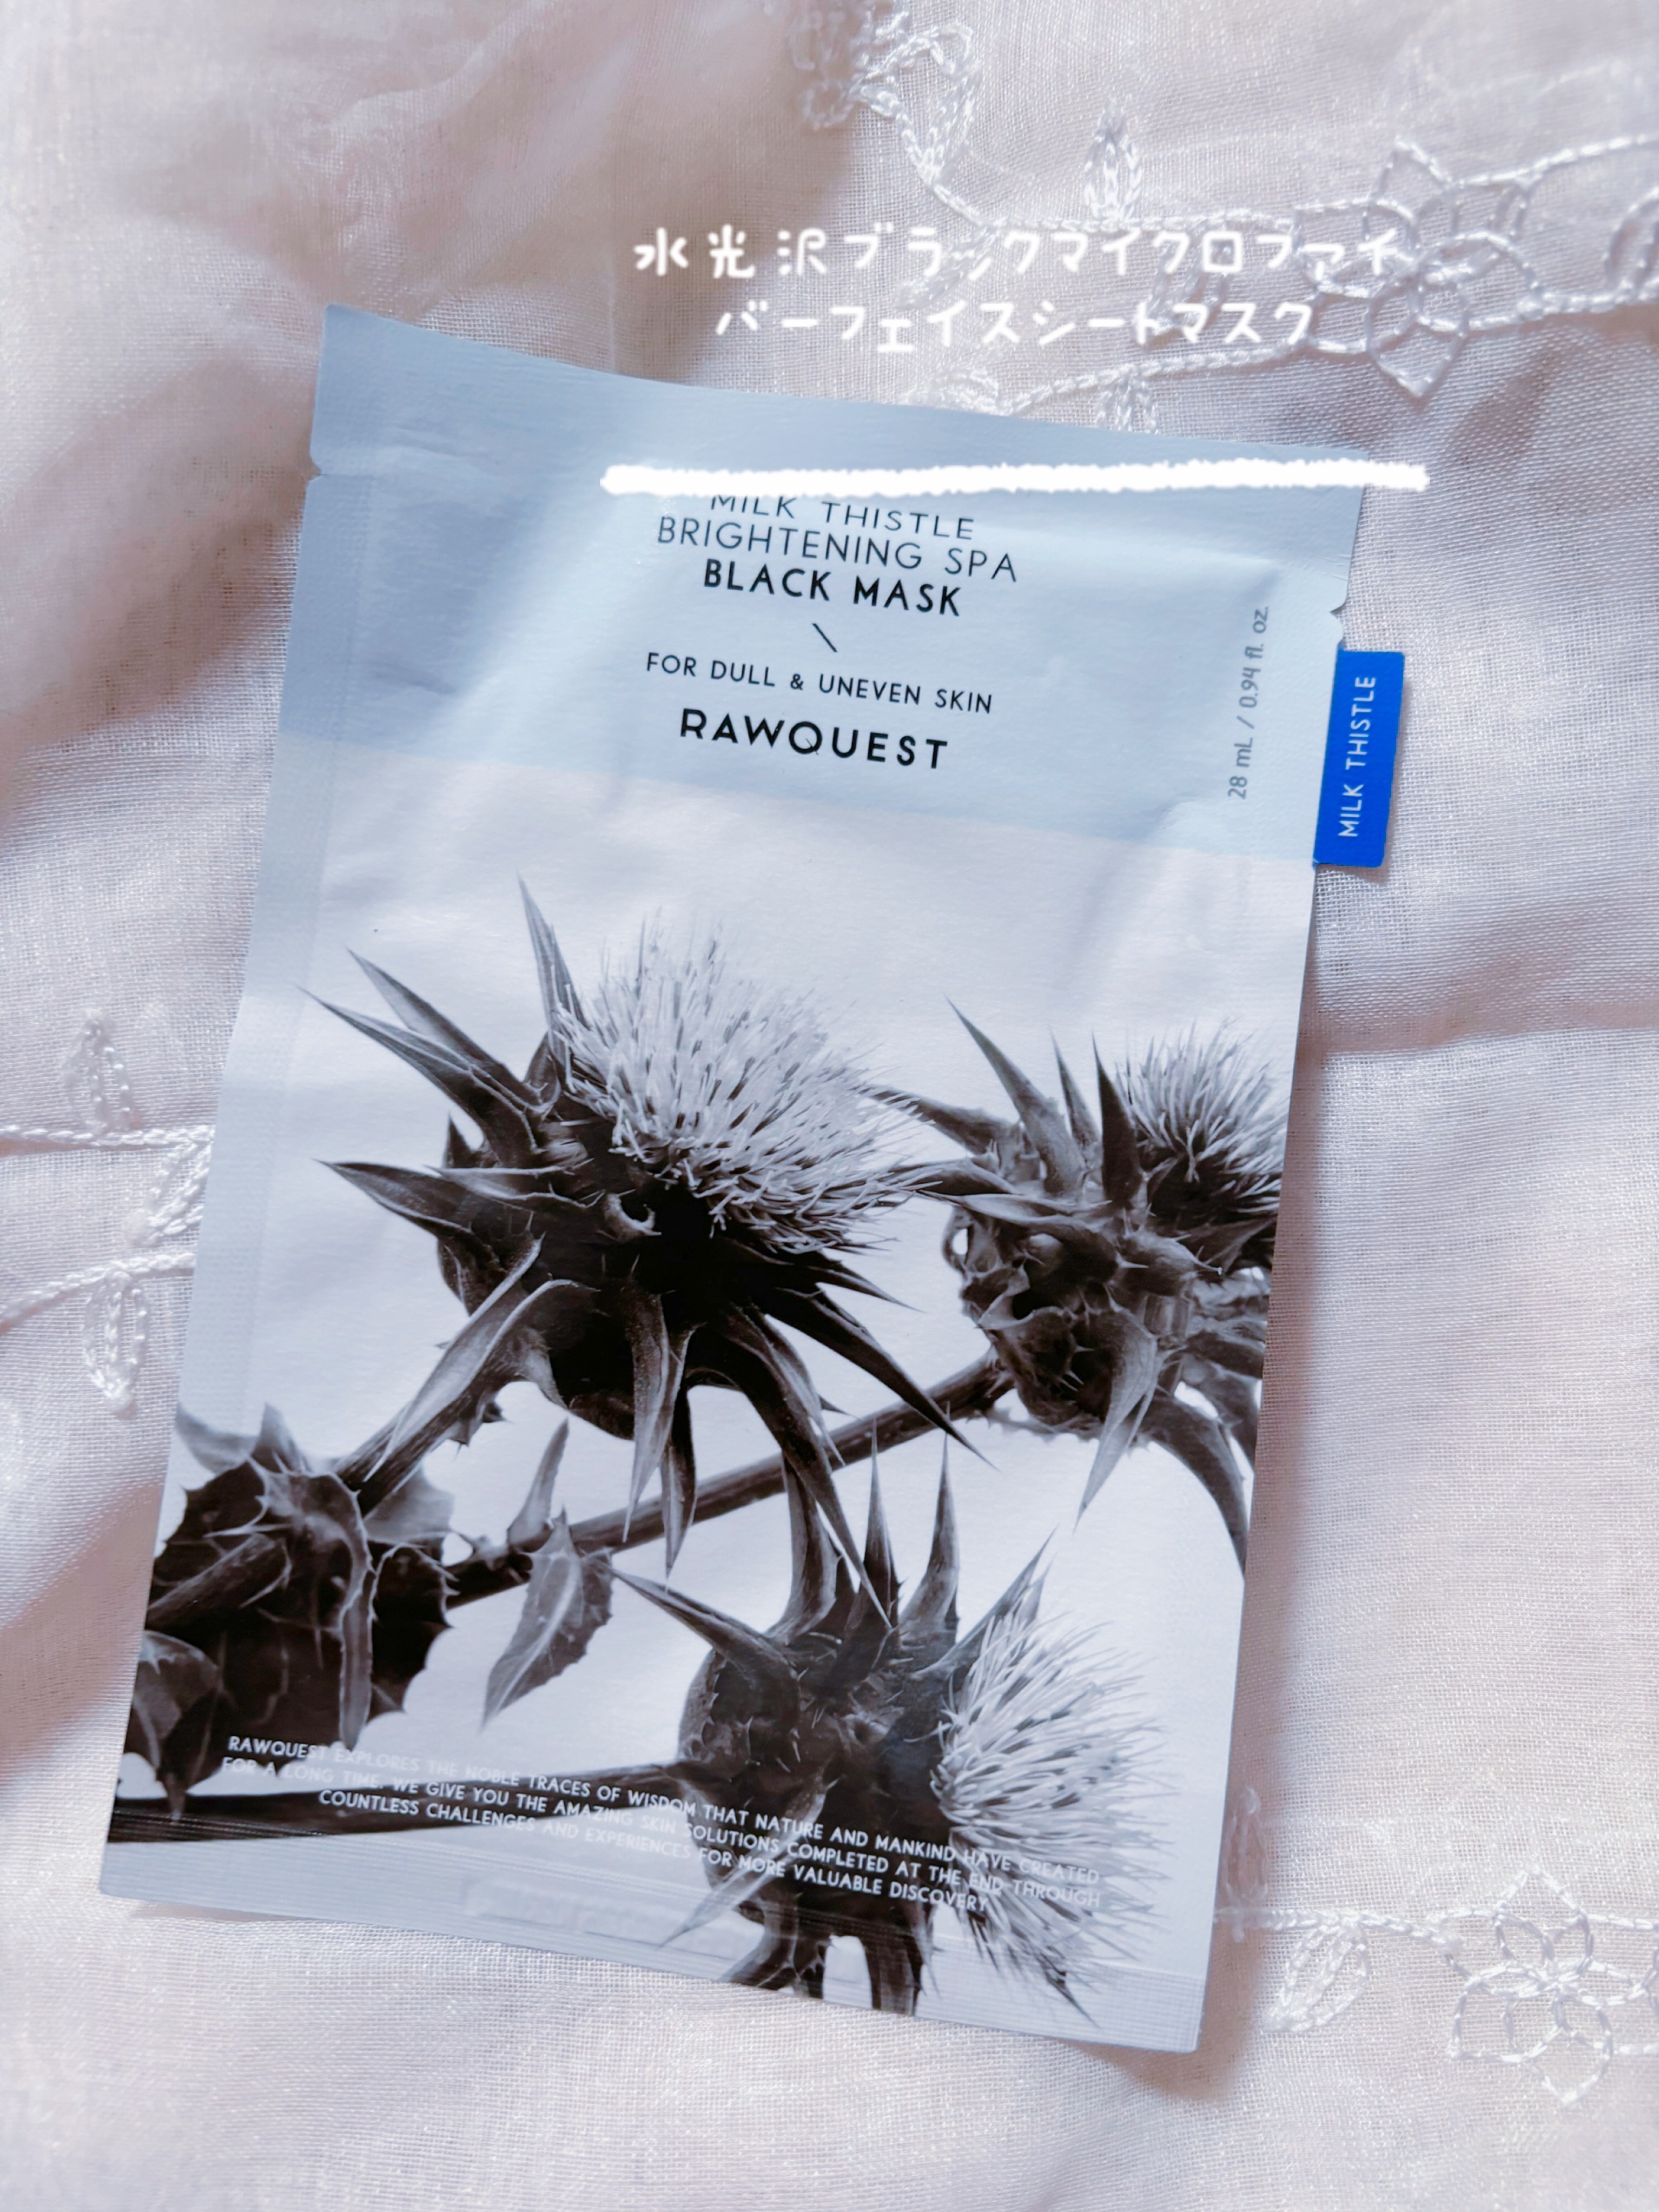 水光沢ブラックマイクロファイ
バーフェイスシートマスク
MILK THISTLE
BRIGHTENING SPA
BLACK MASK
\
FOR DULL & UNEVEN SKIN
RAWQUEST
28 mL / 0.94 fl. oz.
MILK THISTLE
RAWQUEST EXPLORES THE NOBLE TRACES OF WISDOM THAT NATURE AND MANKIND HAVE CREATED
FOR A LONG TIME. WE GIVE YOU THE AMAZING SKIN SOLUTIONS COMPLETED AT THE END THROUGH
COUNTLESS CHALLENGES AND EXPERIENCES FOR MORE VALUABLE DISCOVERY